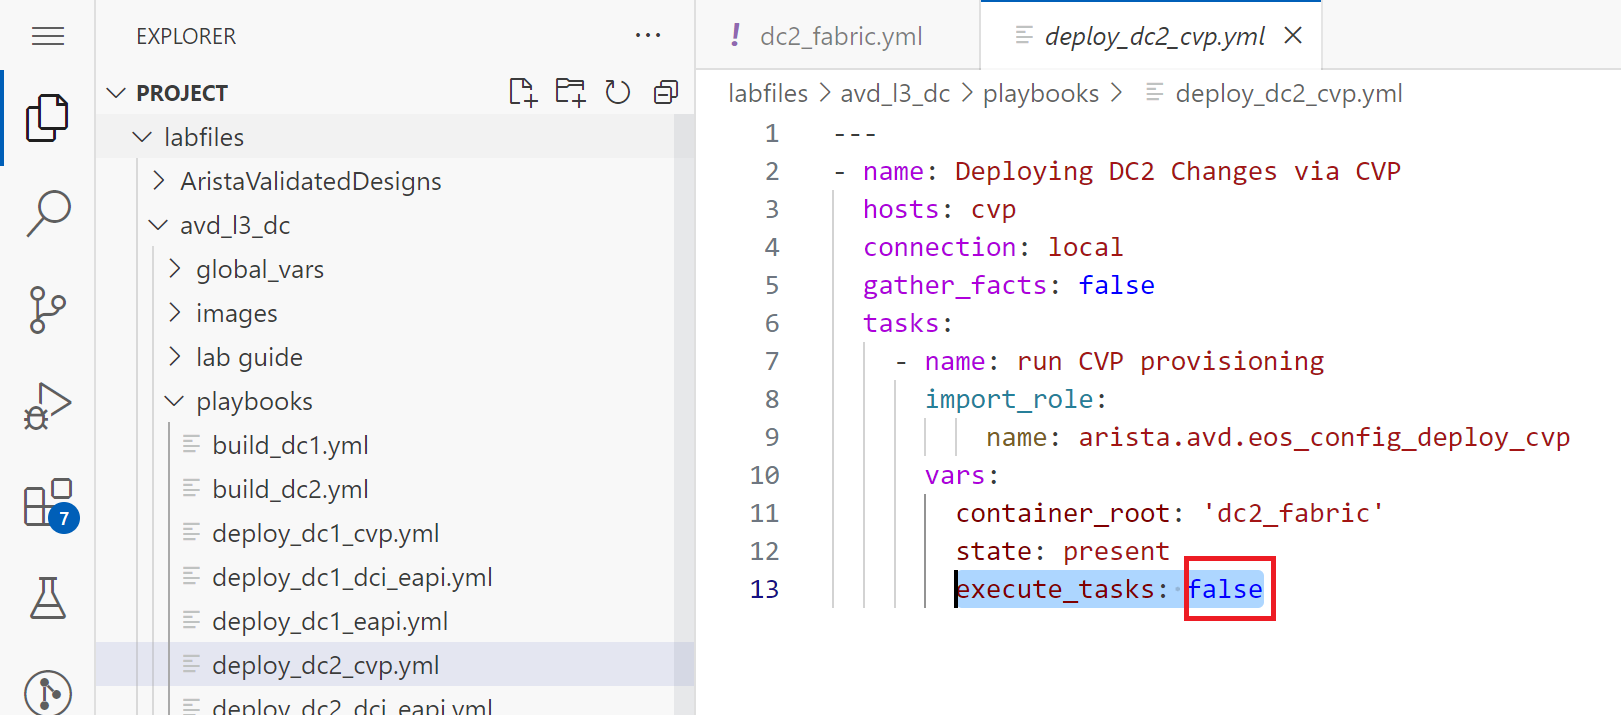 EXPLORER
...
PROJECT
labfiles
AristaValidatedDesigns
avd_l3_dc
global_vars
images
lab guide
playbooks
build_dc1.yml
build_dc2.yml
deploy_dc1_cvp.yml
deploy_dc1_dci_eapi.yml
deploy_dc1_eapi.yml
deploy_dc2_cvp.yml
deploy_dc2_dci_eapi.yml
7
! dc2_fabric.yml
deploy_dc2_cvp.yml
labfiles > avd_l3_dc > playbooks > deploy_dc2_cvp.yml
1 ---
2 - name: Deploying DC2 Changes via CVP
3 hosts: cvp
4 connection: local
5 gather_facts: false
6 tasks:
7 - name: run CVP provisioning
8 import_role:
9 name: arista.avd.eos_config_deploy_cvp
10 vars:
11 container_root: 'dc2_fabric'
12 state: present
13 execute_tasks: false